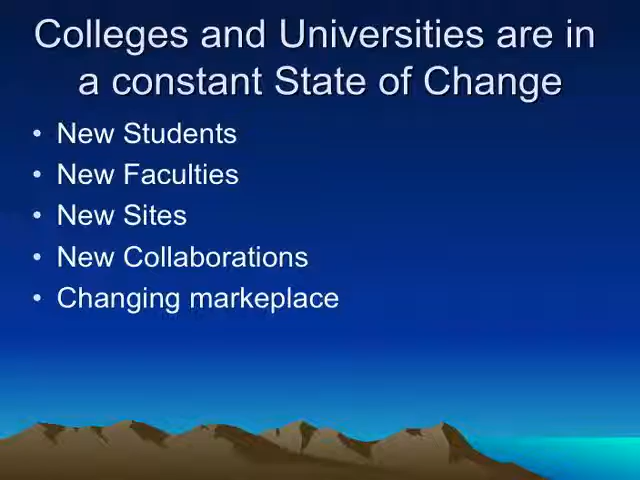 Colleges and Universities are in
a constant State of Change
• New Students
• New Faculties
• New Sites
• New Collaborations
• Changing markeplace